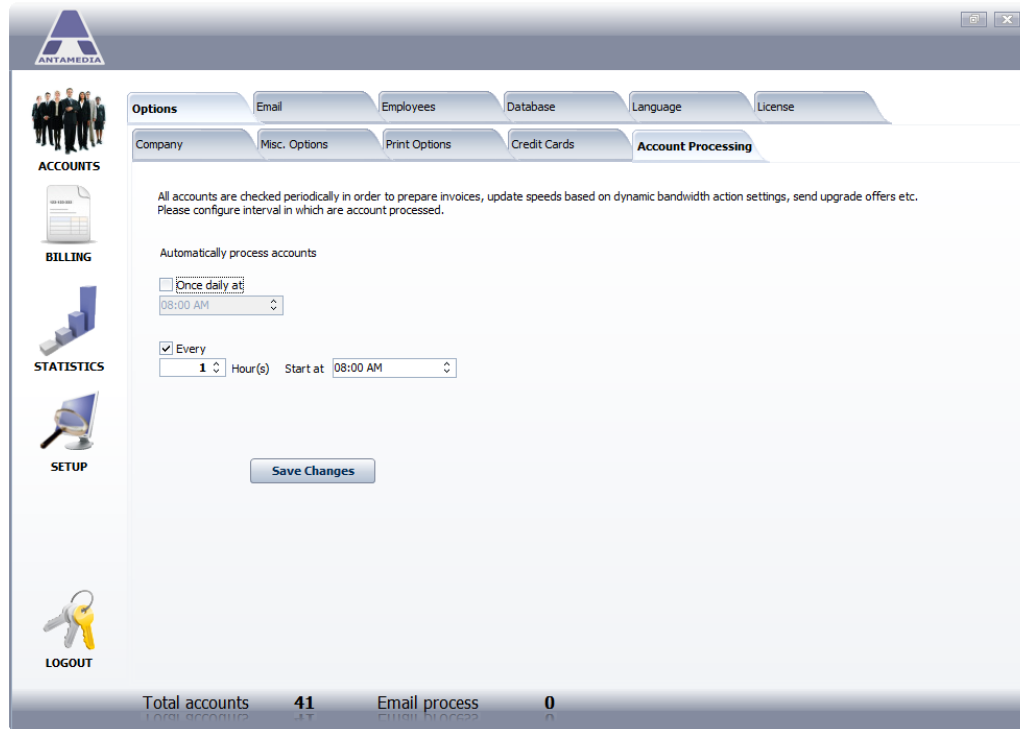 ANTAMEDIA
ACCOUNTS
BILLING
STATISTICS
SETUP
LOGOUT
Options Email Employees Database Language License
Company Misc. Options Print Options Credit Cards Account Processing
All accounts are checked periodically in order to prepare invoices, update speeds based on dynamic bandwidth action settings, send upgrade offers etc.
Please configure interval in which are account processed.
Automatically process accounts
Once daily at
08:00 AM
Every
1 Hour(s) Start at 08:00 AM
Save Changes
Total accounts 41 Email process 0